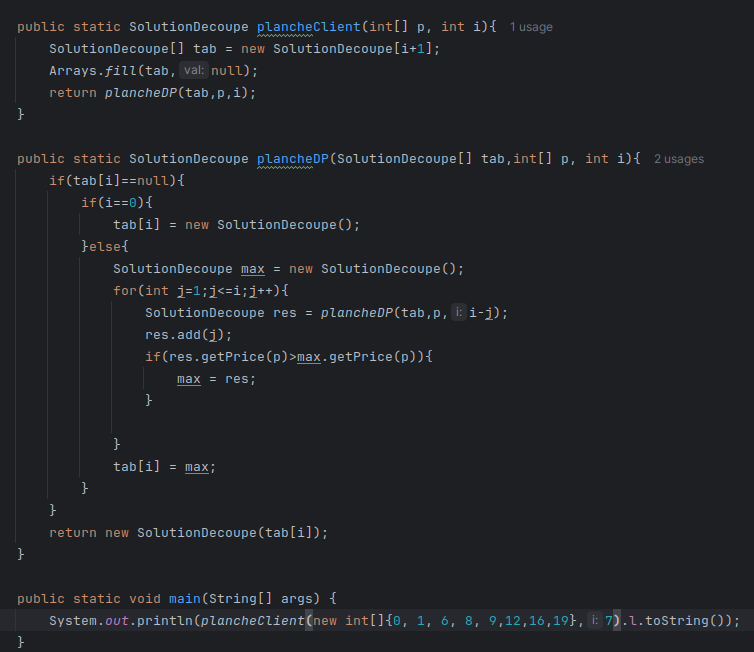 public static SolutionDecoupe plancheClient(int[] p, int i){ 1 usage
    SolutionDecoupe[] tab = new SolutionDecoupe[i+1];
    Arrays.fill(tab, val: null);
    return plancheDP(tab,p,i);
}
public static SolutionDecoupe plancheDP(SolutionDecoupe[] tab,int[] p, int i){ 2 usages
    if(tab[i]==null){
        if(i==0){
            tab[i] = new SolutionDecoupe();
        }else{
            SolutionDecoupe max = new SolutionDecoupe();
            for(int j=1;j<=i;j++){
                SolutionDecoupe res = plancheDP(tab,p, i: i-j);
                res.add(j);
                if(res.getPrice(p)>max.getPrice(p)){
                    max = res;
                }
            }
            tab[i] = max;
        }
    }
    return new SolutionDecoupe(tab[i]);
}
public static void main(String[] args) {
    System.out.println(plancheClient(new int[]{0, 1, 6, 8, 9,12,16,19}, i: 7).l.toString());
}